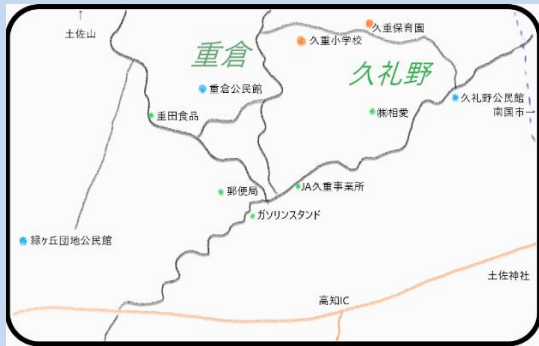 ↑
土佐山
久重保育園
久重小学校
重倉
久礼野
重倉公民館
久礼野公民館
南国市→
重田食品
㈱相愛
郵便局
JA久重事業所
ガソリンスタンド
緑ヶ丘団地公民館
土佐神社
高知IC